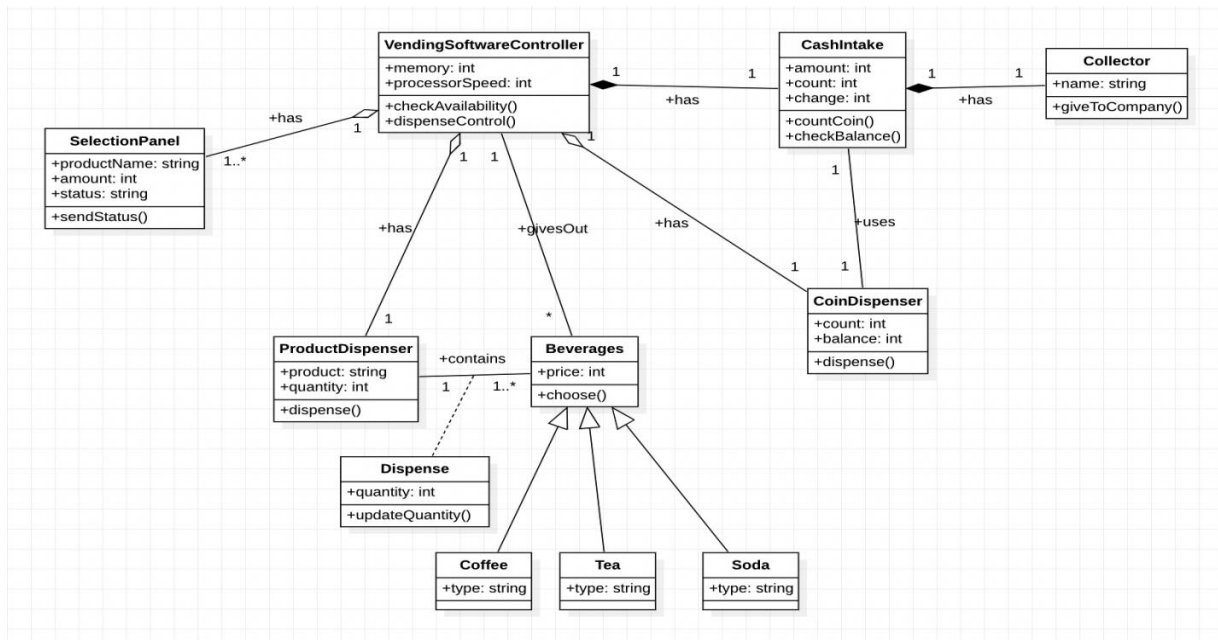 VendingSoftwareController
+memory: int
+processorSpeed: int
+checkAvailability()
+dispenseControl()
CashIntake
+amount: int
+count: int
+change: int
+countCoin()
+checkBalance()
Collector
+name: string
+giveToCompany()
1
1
+has
1
1
+has
SelectionPanel
+productName: string
+amount: int
+status: string
+sendStatus()
+has
1
1..*
1
1
1
1
+has
+givesOut
+has
+uses
1
*
1
1
CoinDispenser
+count: int
+balance: int
+dispense()
ProductDispenser
+product: string
+quantity: int
+dispense()
+contains
1
1..*
Beverages
+price: int
+choose()
Dispense
+quantity: int
+updateQuantity()
Coffee
+type: string
Tea
+type: string
Soda
+type: string